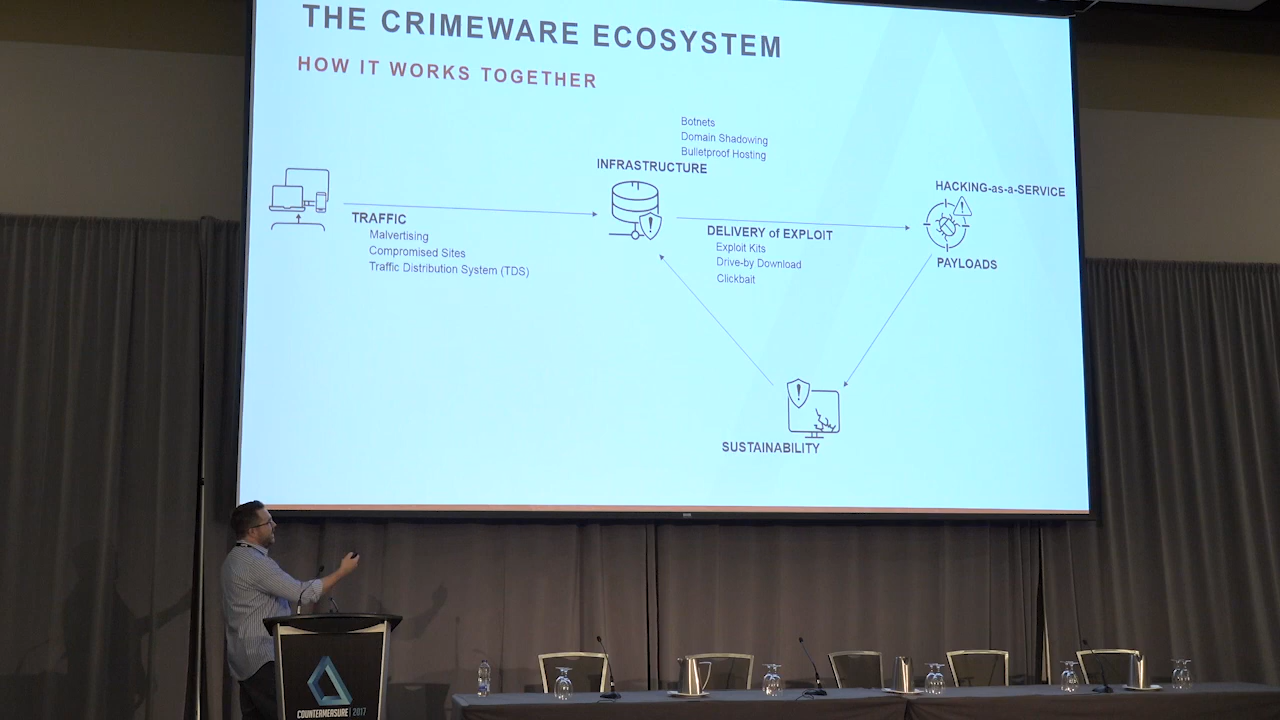 THE CRIMEWARE ECOSYSTEM
HOW IT WORKS TOGETHER
Botnets
Domain Shadowing
Bulletproof Hosting
INFRASTRUCTURE
HACKING-as-a-SERVICE
TRAFFIC
Malvertising
Compromised Sites
Traffic Distribution System (TDS)
DELIVERY of EXPLOIT
Exploit Kits
Drive-by Download
Clickbait
PAYLOADS
SUSTAINABILITY
COUNTERMEASURE | 2017